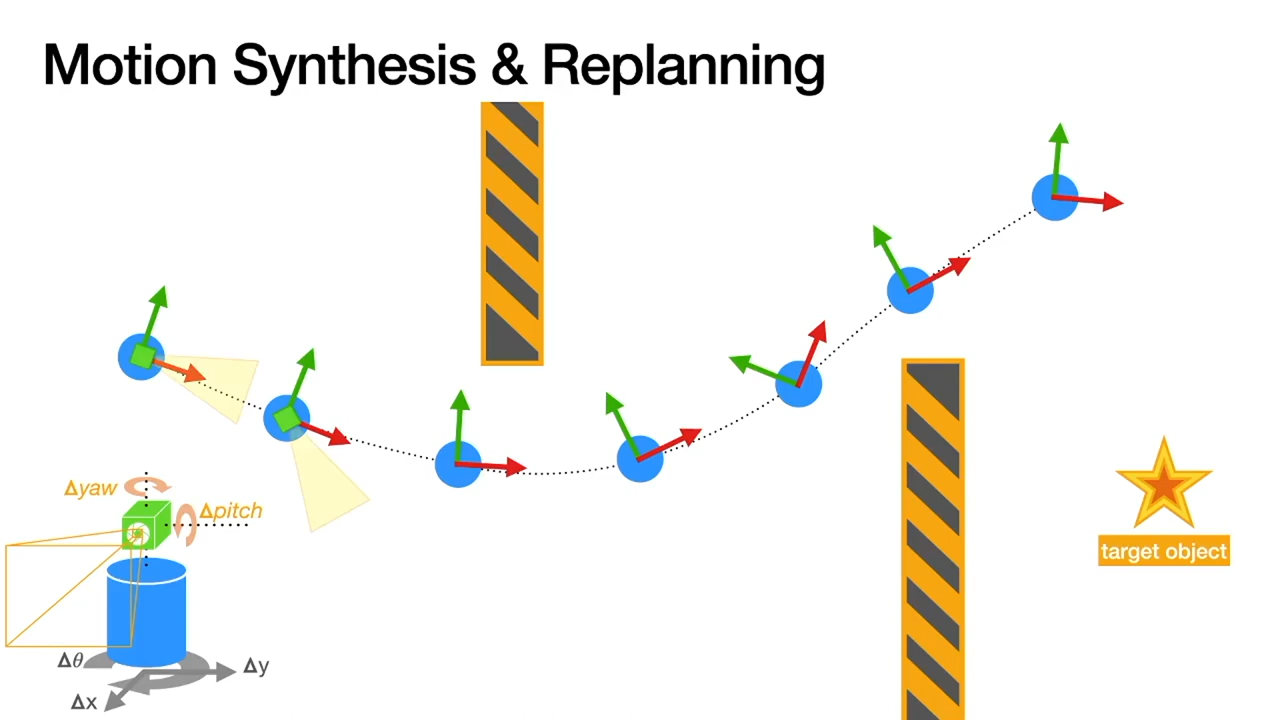 Motion Synthesis & Replanning
Δyaw
Δpitch
target object
Δθ
Δy
Δx